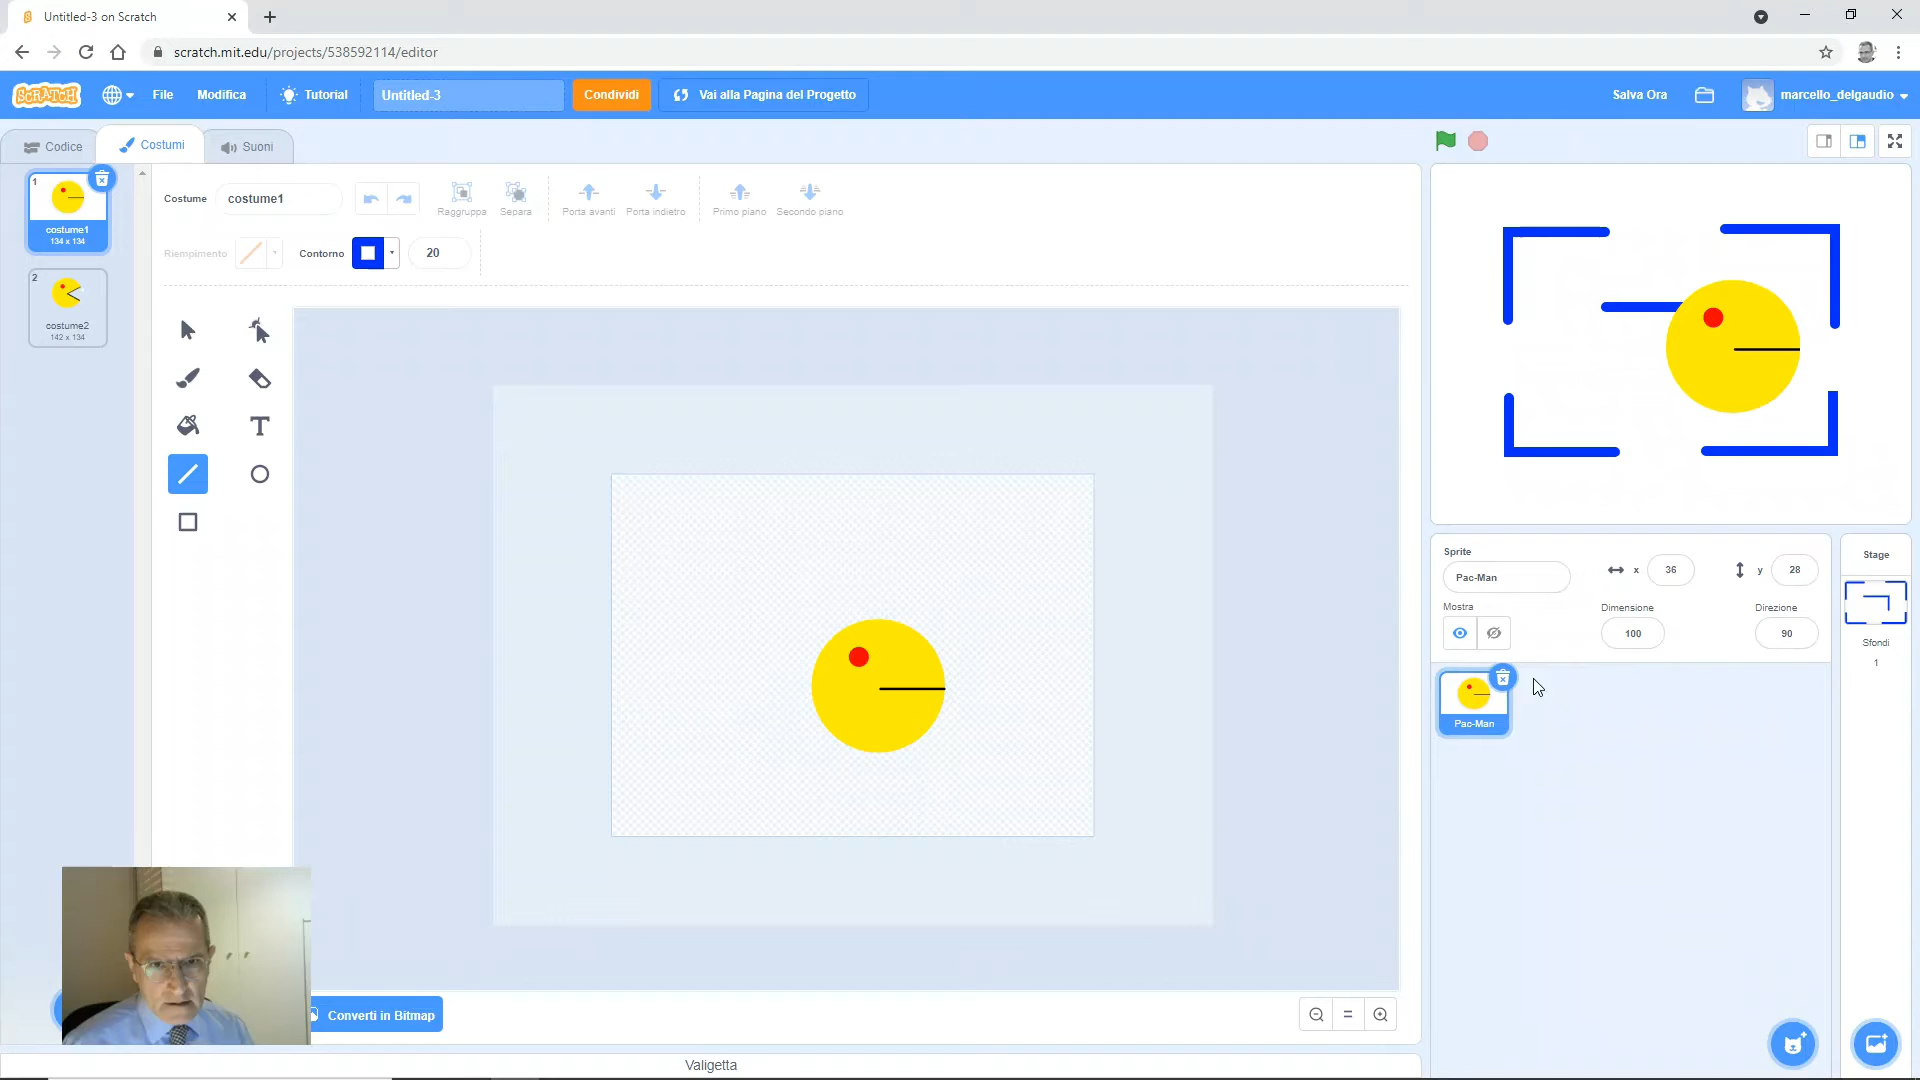 Untitled-3 on Scratch
scratch.mit.edu/projects/538592114/editor
SCRATCH
File
Modifica
Tutorial
Untitled-3
Condividi
Vai alla Pagina del Progetto
Salva Ora
marcello_delgaudio
Codice
Costumi
Suoni
1
costume1
134 x 134
2
costume2
142 x 134
Costume
costume1
Raggruppa
Separa
Porta avanti
Porta indietro
Primo piano
Secondo piano
Riempimento
Contorno
20
T
Converti in Bitmap
Valigetta
Sprite
Pac-Man
x
36
y
28
Mostra
Dimensione
100
Direzione
90
Pac-Man
Stage
Sfondi
1